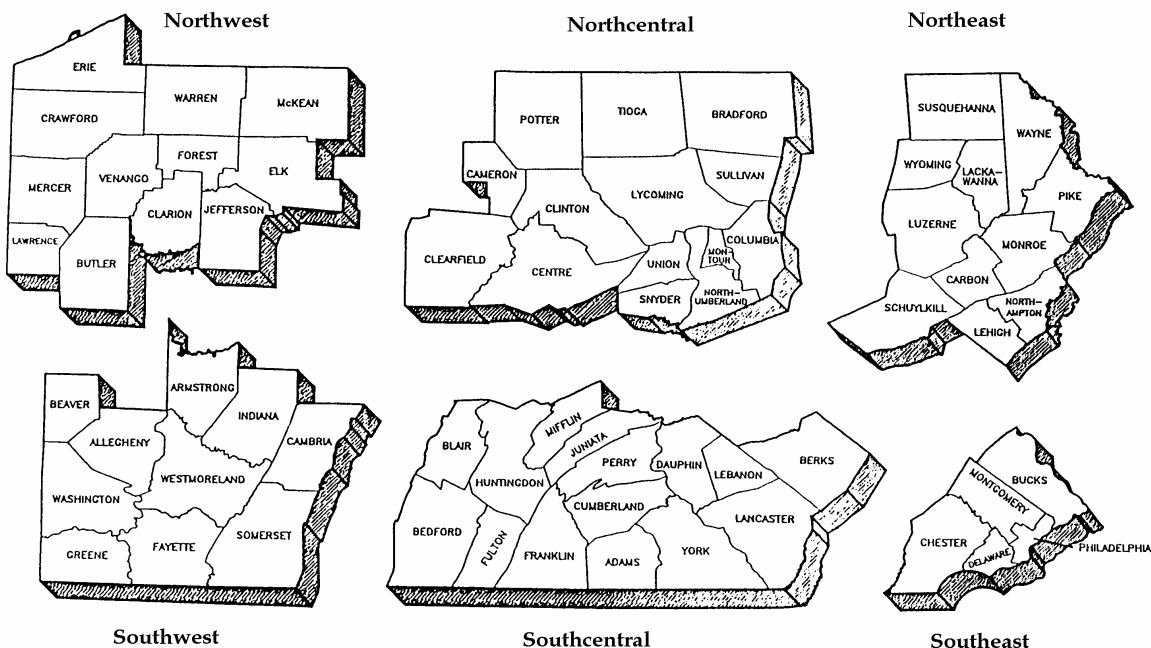 Northwest
ERIE
CRAWFORD
WARREN
McKEAN
FOREST
ELK
VENANGO
MERCER
CLARION
JEFFERSON
LAWRENCE
BUTLER
Northcentral
POTTER
TIOGA
BRADFORD
CAMERON
SULLIVAN
LYCOMING
CLINTON
COLUMBIA
MON-
TOUR
CLEARFIELD
CENTRE
UNION
SNYDER
NORTH-
UMBERLAND
Northeast
SUSQUEHANNA
WAYNE
WYOMING
LACKA-
WANNA
PIKE
LUZERNE
MONROE
CARBON
SCHUYLKILL
NORTH-
AMPTON
LEHIGH
ARMSTRONG
BEAVER
INDIANA
ALLEGHENY
CAMBRIA
WESTMORELAND
WASHINGTON
SOMERSET
GREENE
FAYETTE
Southwest
MIFFLIN
JUNIATA
BLAIR
PERRY
DAUPHIN
LEBANON
BERKS
HUNTINGDON
CUMBERLAND
LANCASTER
BEDFORD
FULTON
FRANKLIN
ADAMS
YORK
Southcentral
BUCKS
MONTGOMERY
CHESTER
DELAWARE
PHILADELPHIA
Southeast